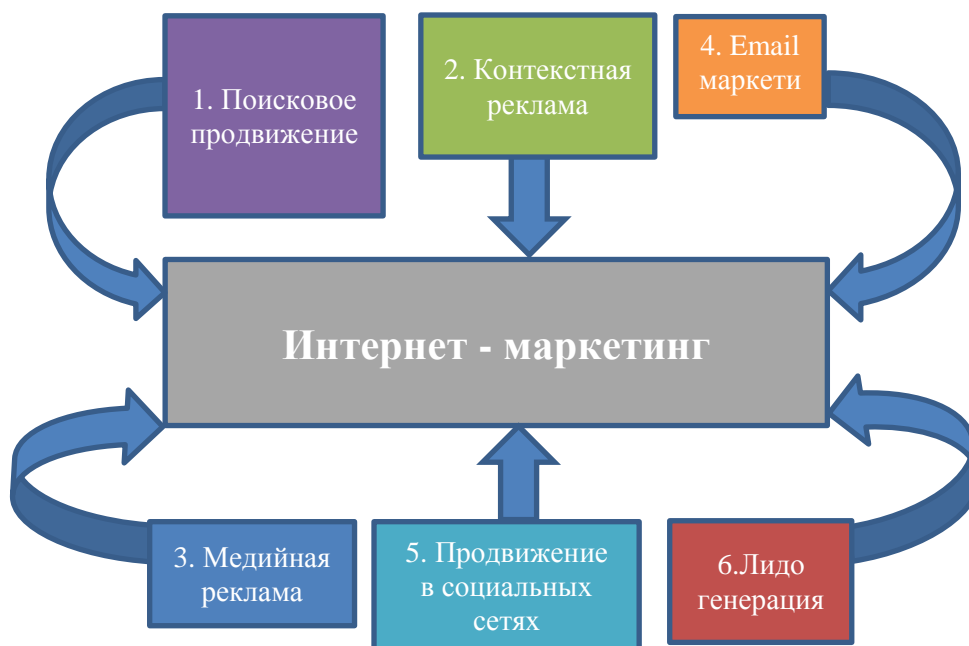 1. Поисковое
продвижение
2. Контекстная
реклама
4. Email
маркети
Интернет - маркетинг
3. Медийная
реклама
5. Продвижение
в социальных
сетях
6.Лидо
генерация